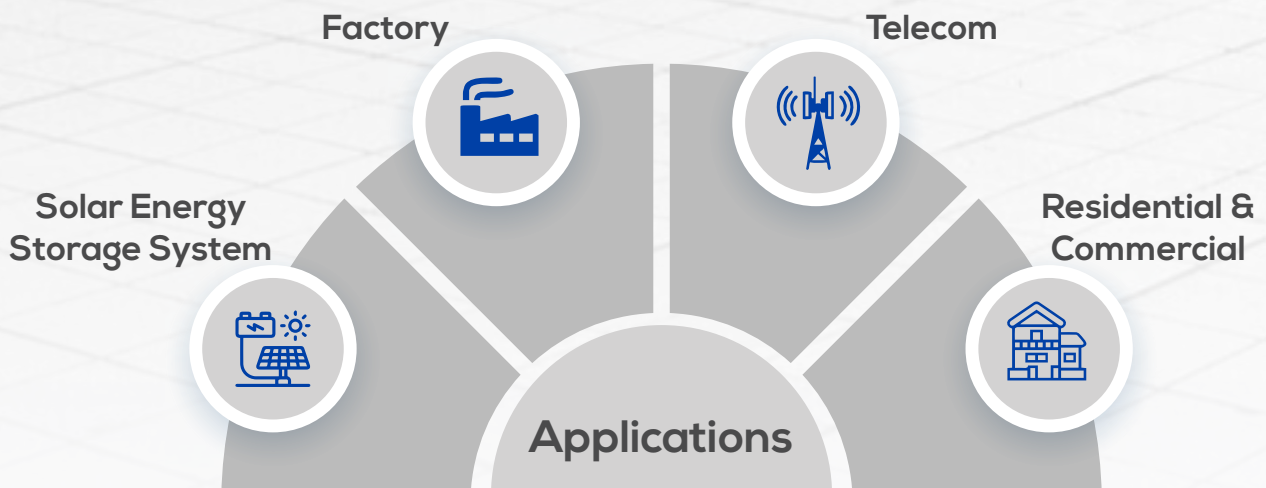 Factory
Telecom
Solar Energy
Storage System
Residential &
Commercial
Applications